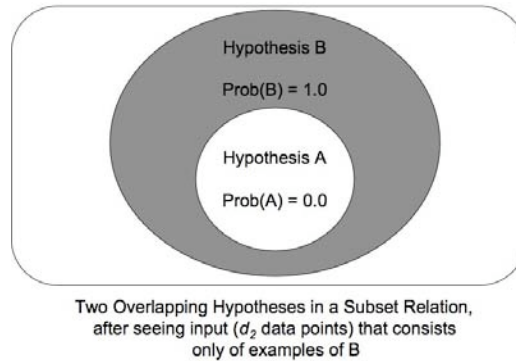 Hypothesis B
Prob(B) = 1.0
Hypothesis A
Prob(A) = 0.0
Two Overlapping Hypotheses in a Subset Relation,
after seeing input (d₂ data points) that consists
only of examples of B